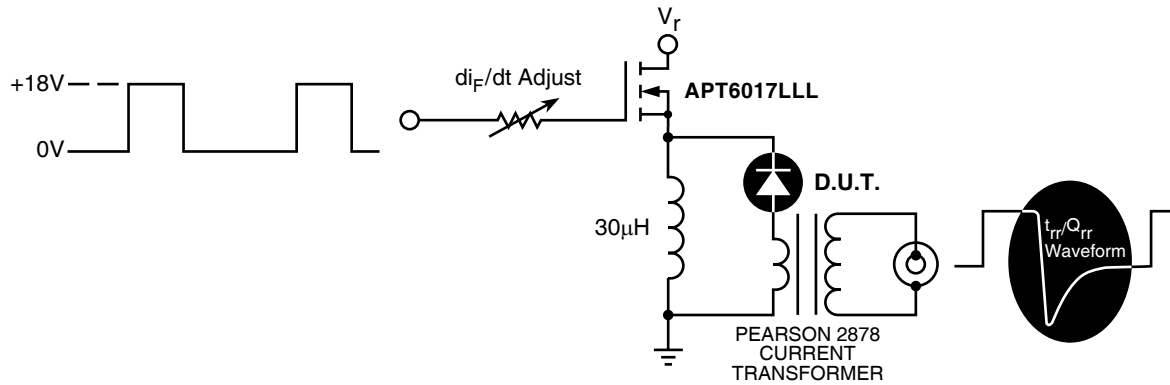 V_r
+18V
di_F/dt Adjust
APT6017LLL
0V
D.U.T.
30μH
t_rr/Q_rr
Waveform
PEARSON 2878
CURRENT
TRANSFORMER